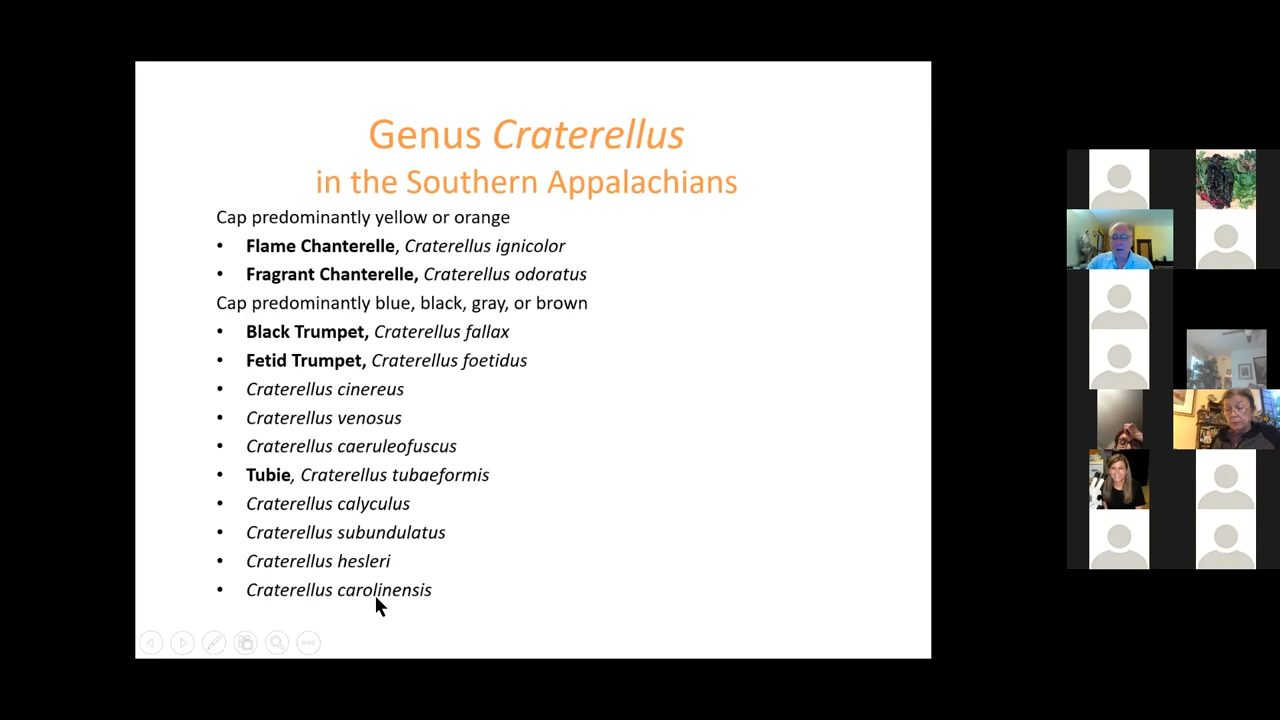 Genus Craterellus
in the Southern Appalachians
Cap predominantly yellow or orange
• Flame Chanterelle, Craterellus ignicolor
• Fragrant Chanterelle, Craterellus odoratus
Cap predominantly blue, black, gray, or brown
• Black Trumpet, Craterellus fallax
• Fetid Trumpet, Craterellus foetidus
• Craterellus cinereus
• Craterellus venosus
• Craterellus caeruleofuscus
• Tubie, Craterellus tubaeformis
• Craterellus calyculus
• Craterellus subundulatus
• Craterellus hesleri
• Craterellus carolinensis